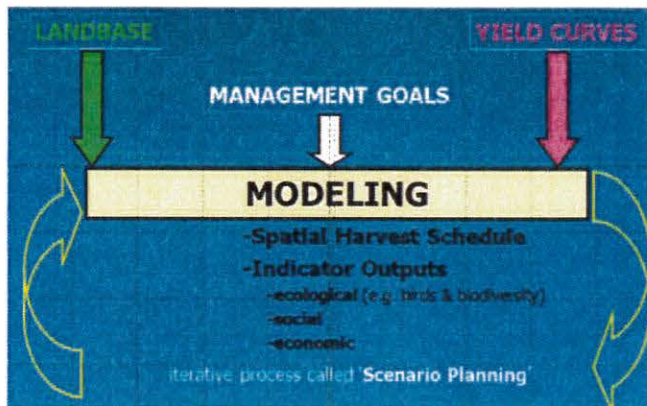 LANDBASE
YIELD CURVES
MANAGEMENT GOALS
MODELING
-Spatial Harvest Schedule
-Indicator Outputs
-ecological (e.g. birds & biodiversity)
-social
-economic
iterative process called 'Scenario Planning'